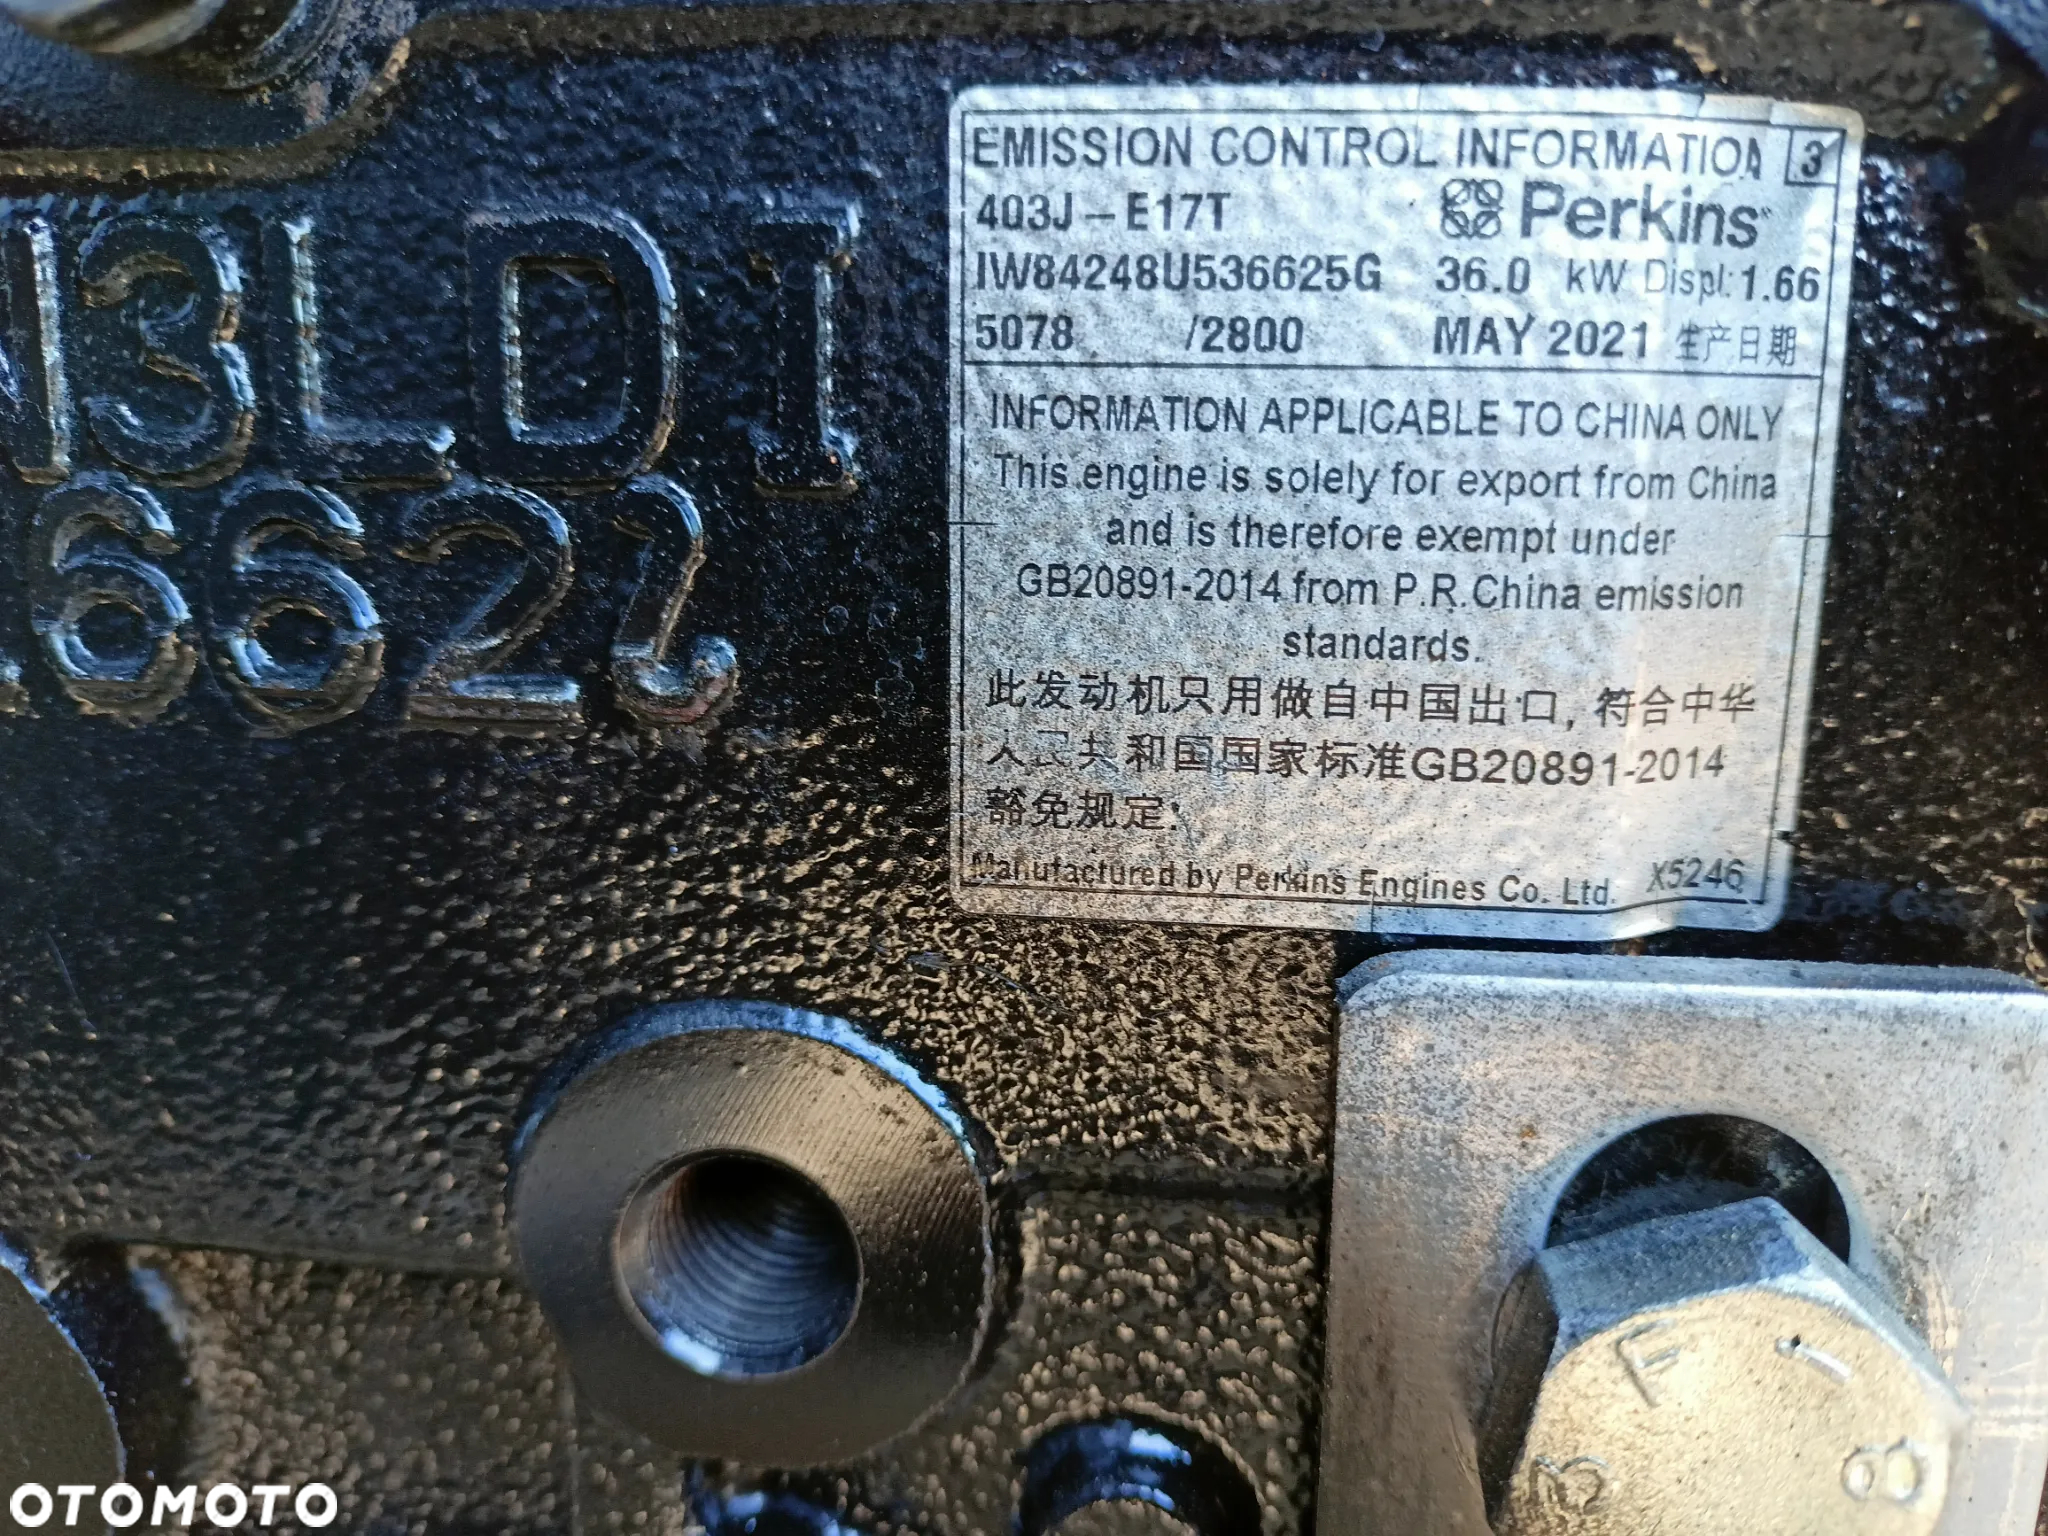 N3LDI
1.662l
EMISSION CONTROL INFORMATION 3
403J-E17T Perkins
IW84248U536625G 36.0 kW Displ: 1.66
5078 /2800 MAY 2021 生产日期
INFORMATION APPLICABLE TO CHINA ONLY
This engine is solely for export from China
and is therefore exempt under
GB20891-2014 from P.R.China emission
standards.
此发动机只用做自中国出口, 符合中华
人民共和国国家标准GB20891-2014
豁免规定:
Manufactured by Perkins Engines Co. Ltd. X5246
F
8
OTOMOTO